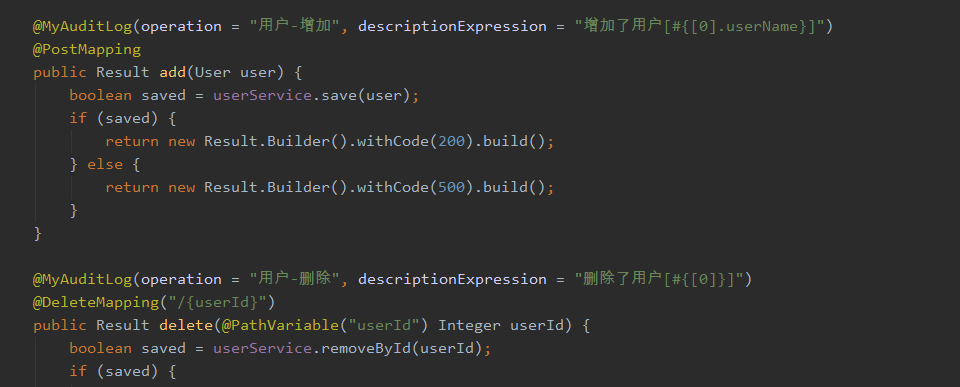 @MyAuditLog(operation = "用户-增加", descriptionExpression = "增加了用户[#{[0].userName}]")
@PostMapping
public Result add(User user) {
boolean saved = userService.save(user);
if (saved) {
return new Result.Builder().withCode(200).build();
} else {
return new Result.Builder().withCode(500).build();
}
}
@MyAuditLog(operation = "用户-删除", descriptionExpression = "删除了用户[#{[0]}]")
@DeleteMapping("/{userId}")
public Result delete(@PathVariable("userId") Integer userId) {
boolean saved = userService.removeById(userId);
if (saved) {